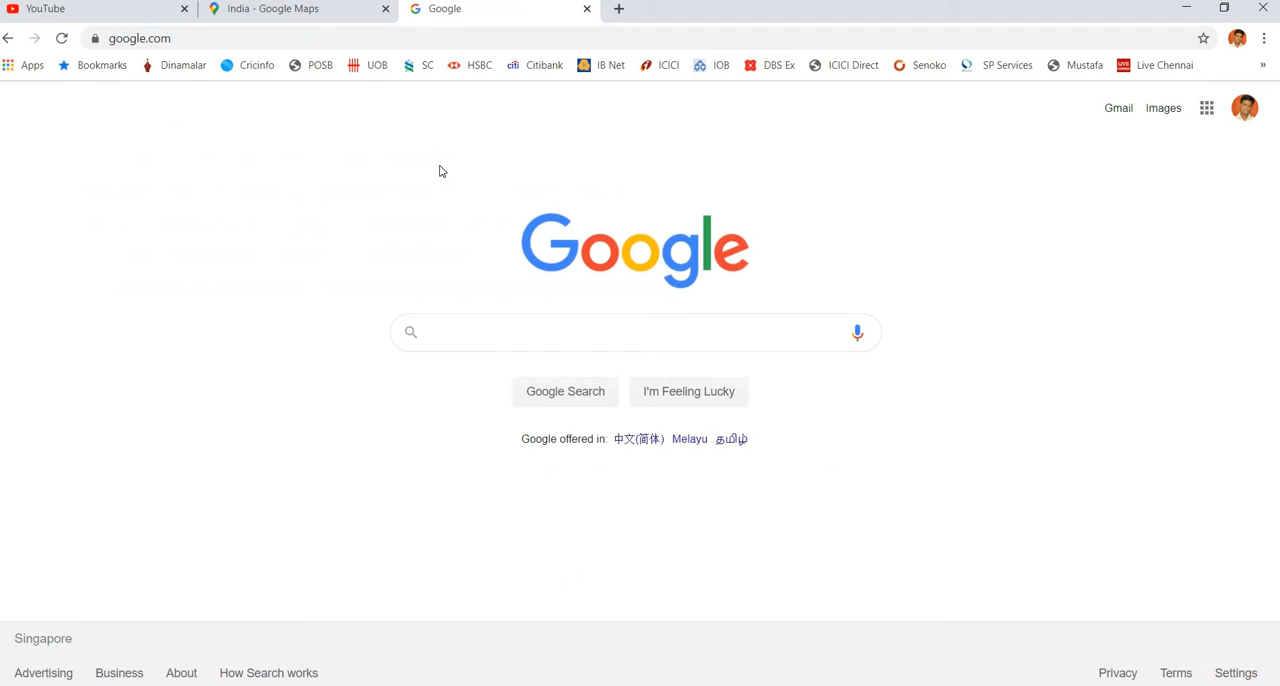 YouTube India - Google Maps Google
google.com
Apps Bookmarks Dinamalar Cricinfo POSB UOB SC HSBC citi Citibank IB Net ICICI IOB DBS Ex ICICI Direct Senoko SP Services Mustafa LIVE Live Chennai »
Gmail Images
Google
Google Search I'm Feeling Lucky
Google offered in: 中文(简体) Melayu தமிழ்
Singapore
Advertising Business About How Search works Privacy Terms Settings